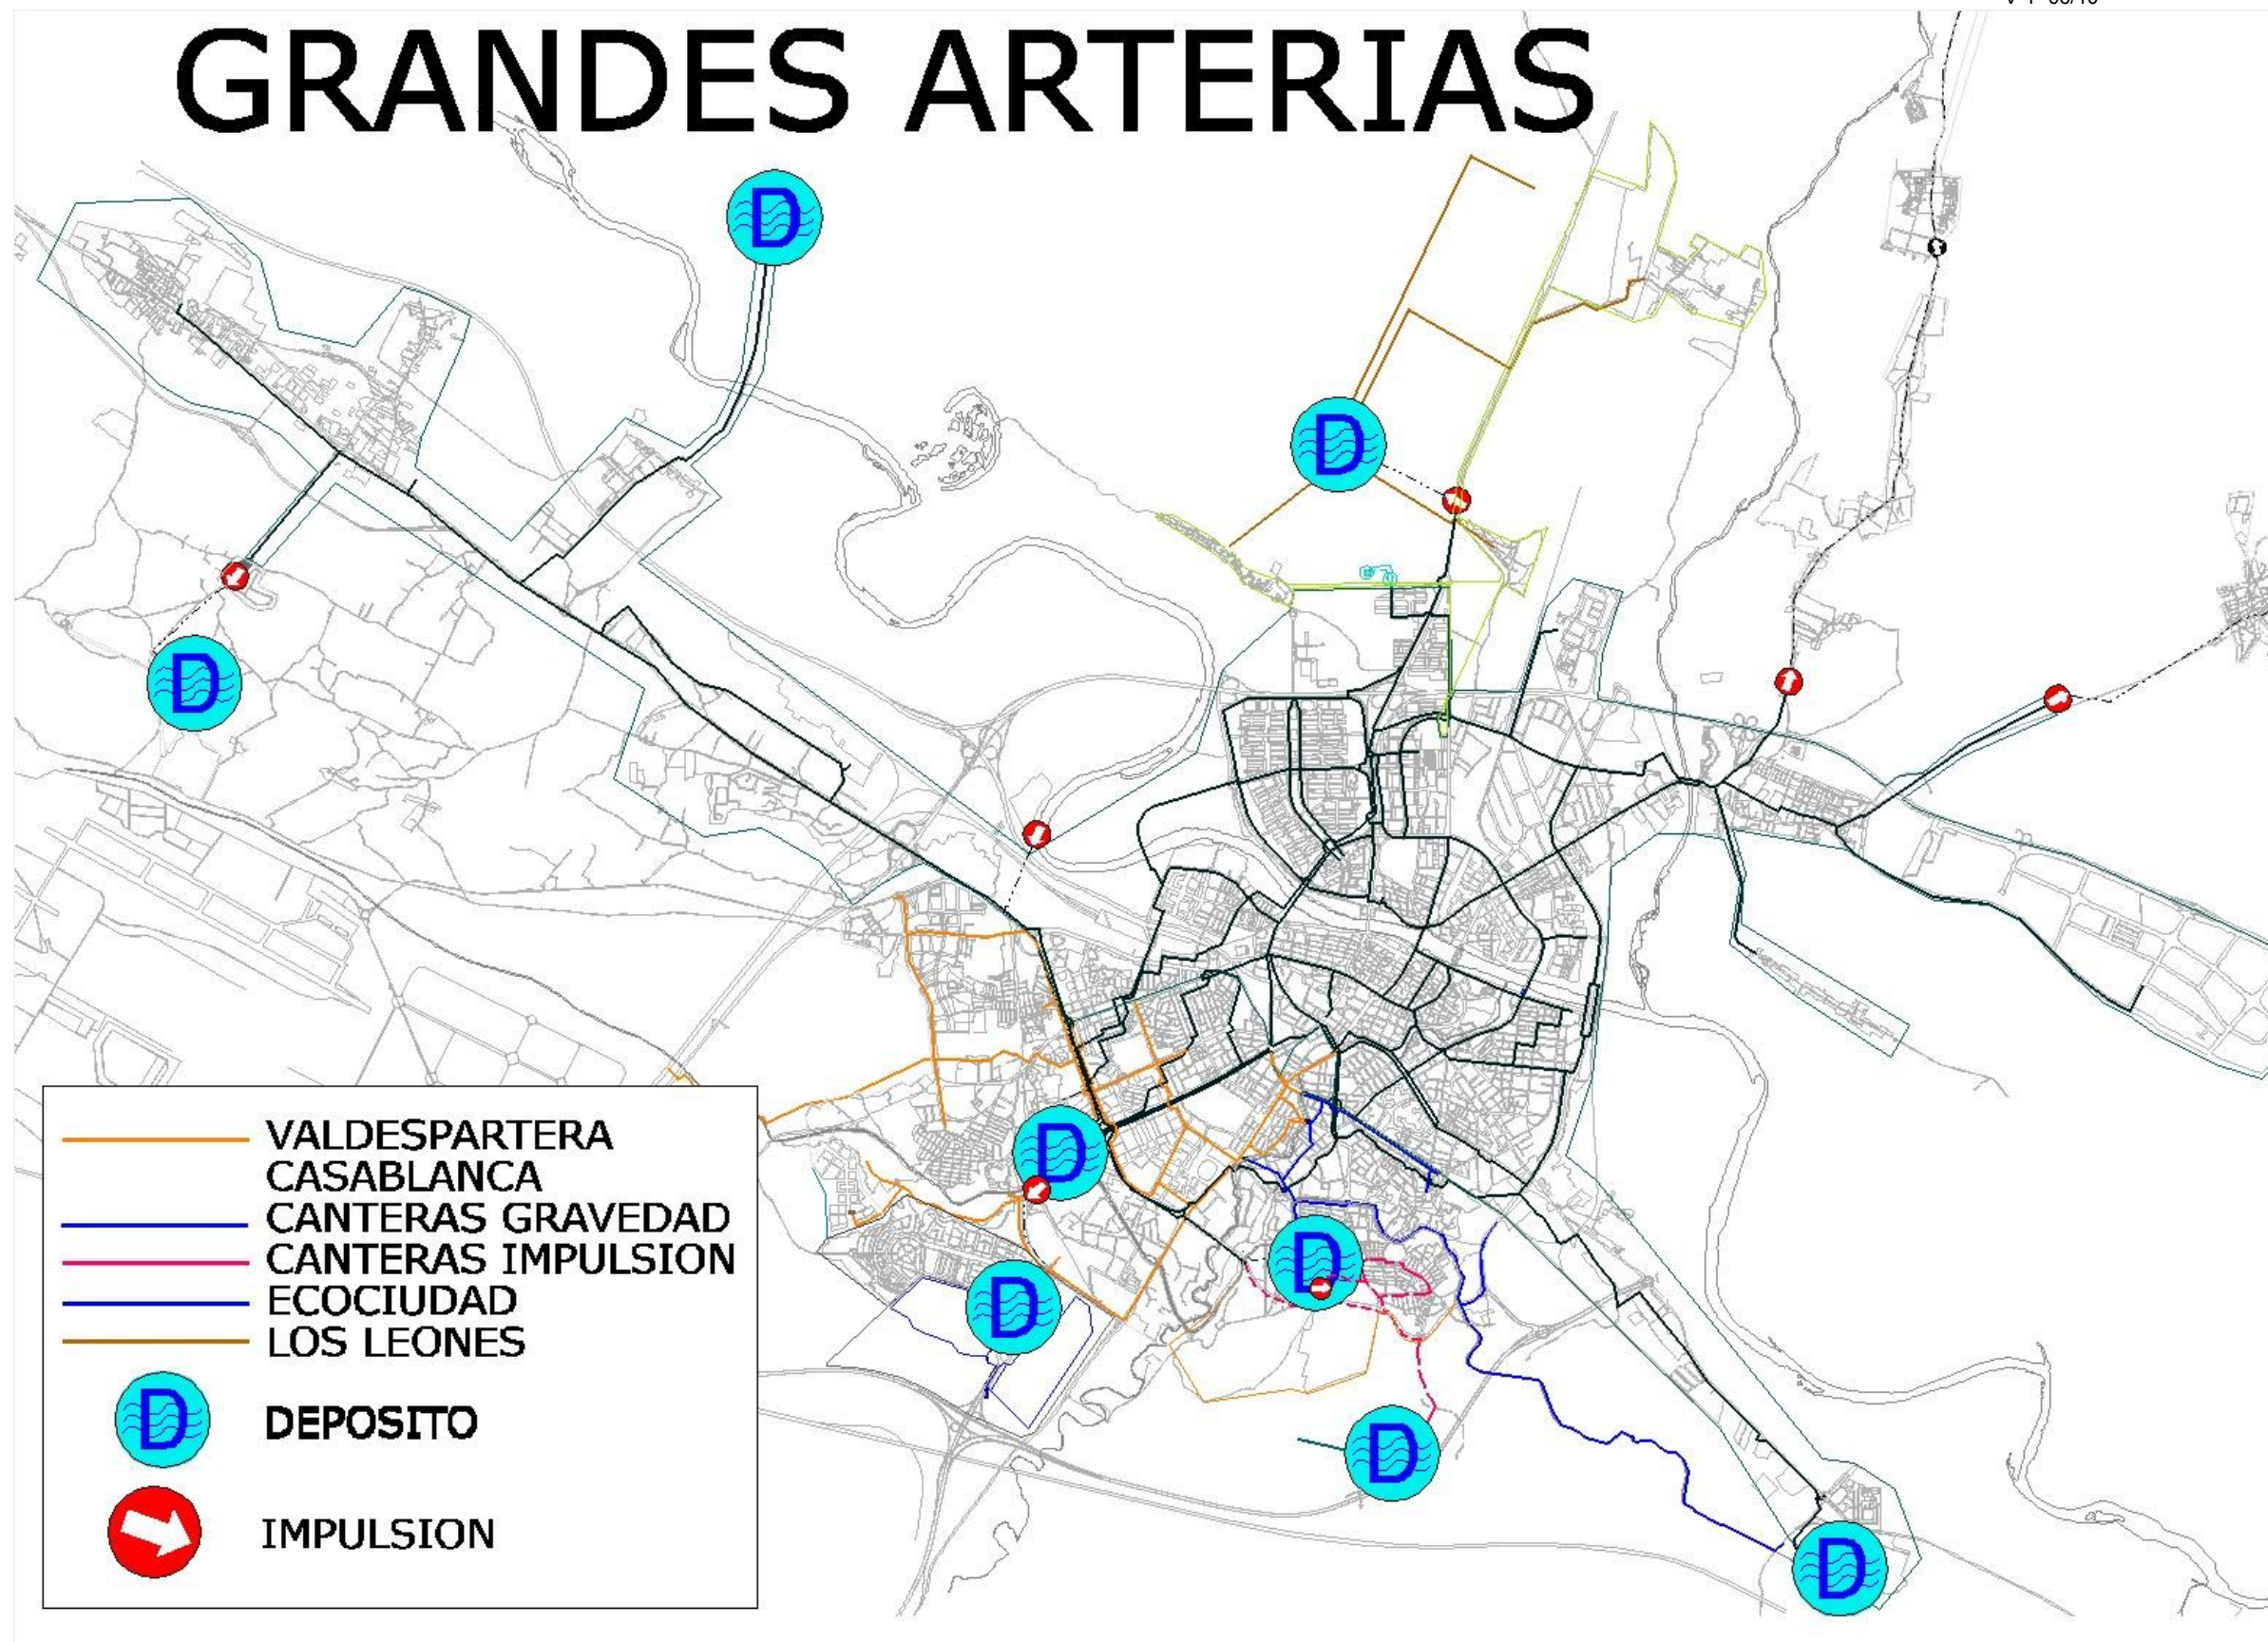 GRANDES ARTERIAS
D
D
D
D
D
D
D
D
VALDESPARTERA
CASABLANCA
CANTERAS GRAVEDAD
CANTERAS IMPULSION
ECOCIUDAD
LOS LEONES
D
DEPOSITO
IMPULSION